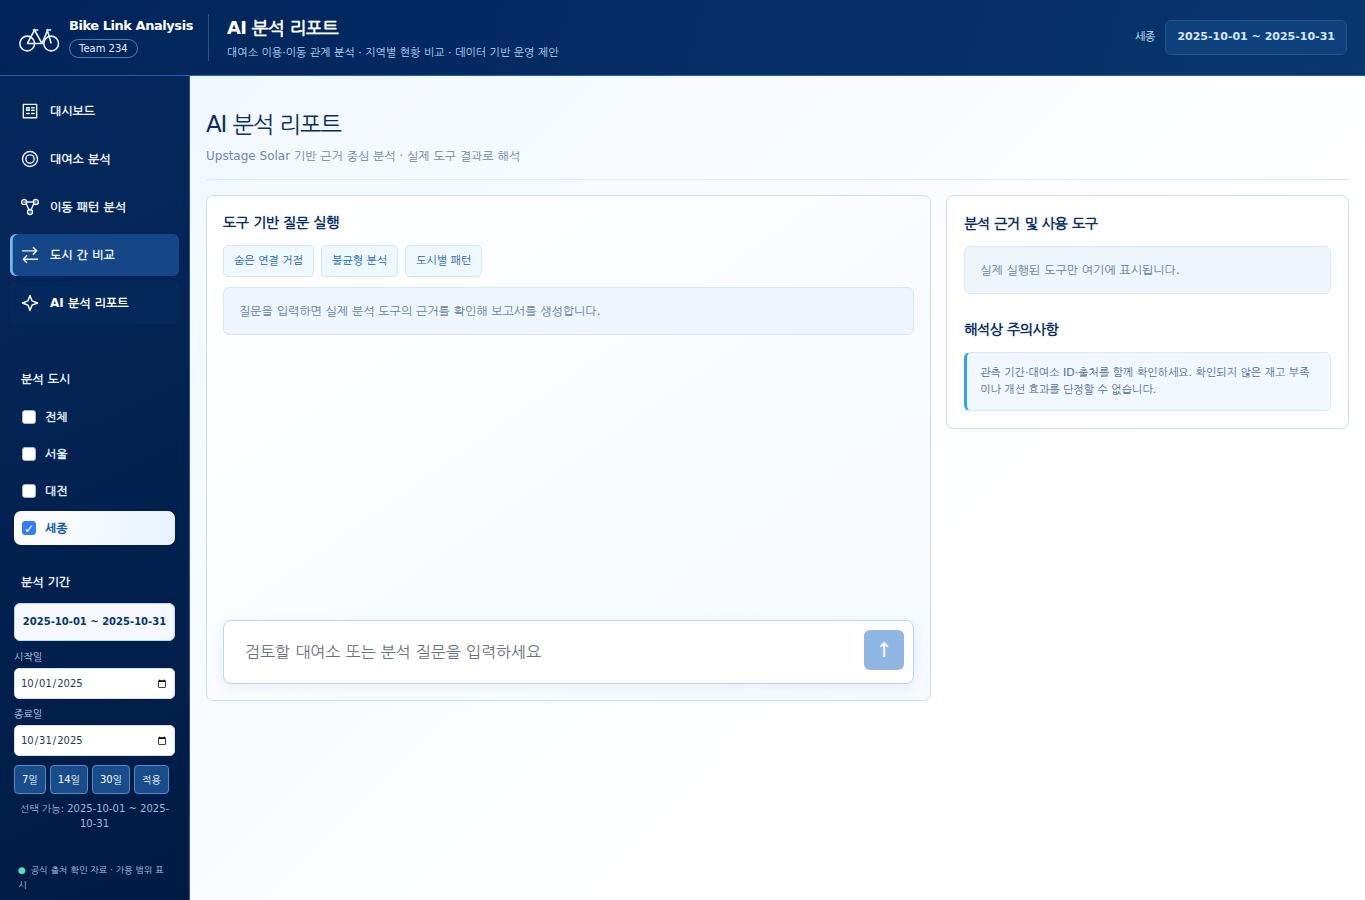 Bike Link Analysis
Team 234
AI 분석 리포트
대여소 이용·이동 관계 분석 · 지역별 현황 비교 · 데이터 기반 운영 제안
세종
2025-10-01 ~ 2025-10-31
대시보드
대여소 분석
이동 패턴 분석
도시 간 비교
AI 분석 리포트
분석 도시
전체
서울
대전
세종
분석 기간
2025-10-01 ~ 2025-10-31
시작일
10/01/2025
종료일
10/31/2025
7일
14일
30일
적용
선택 가능: 2025-10-01 ~ 2025-
10-31
공식 출처 확인 자료 · 가용 범위 표
시
AI 분석 리포트
Upstage Solar 기반 근거 중심 분석 · 실제 도구 결과로 해석
도구 기반 질문 실행
숨은 연결 거점
불균형 분석
도시별 패턴
질문을 입력하면 실제 분석 도구의 근거를 확인해 보고서를 생성합니다.
검토할 대여소 또는 분석 질문을 입력하세요
↑
분석 근거 및 사용 도구
실제 실행된 도구만 여기에 표시됩니다.
해석상 주의사항
관측 기간·대여소 ID·출처를 함께 확인하세요. 확인되지 않은 재고 부족
이나 개선 효과를 단정할 수 없습니다.